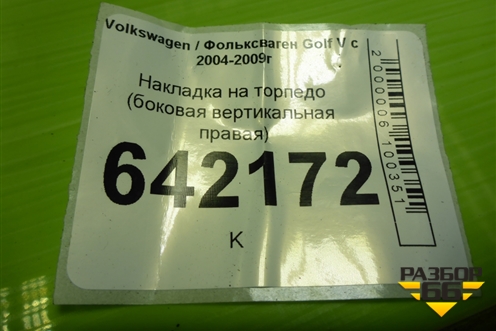 Volkswagen / Фольксваген Golf V с
2004-2009г
Накладка на торпедо
(боковая вертикальная
правая)
642172
К
2000006100351
РАЗБОР
66